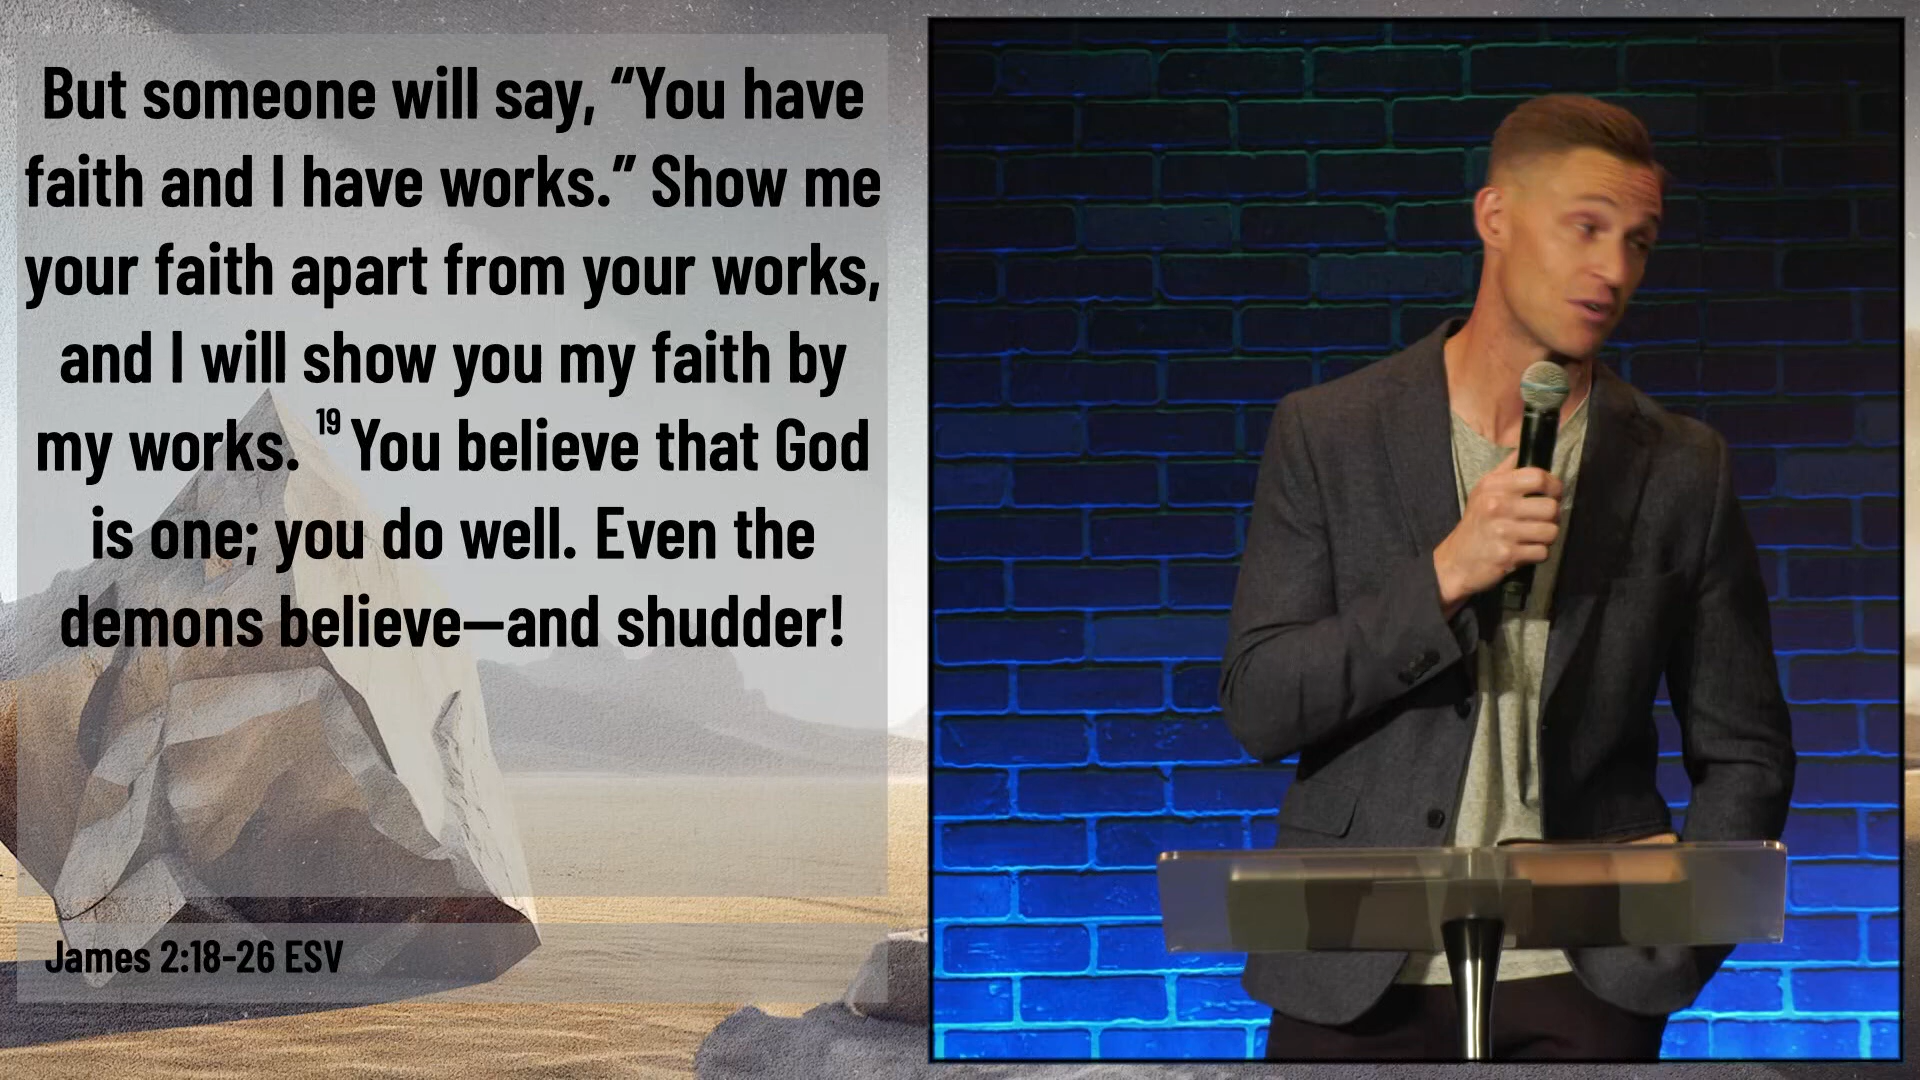 But someone will say, “You have
faith and I have works.” Show me
your faith apart from your works,
and I will show you my faith by
my works. ¹⁹ You believe that God
is one; you do well. Even the
demons believe—and shudder!
James 2:18-26 ESV